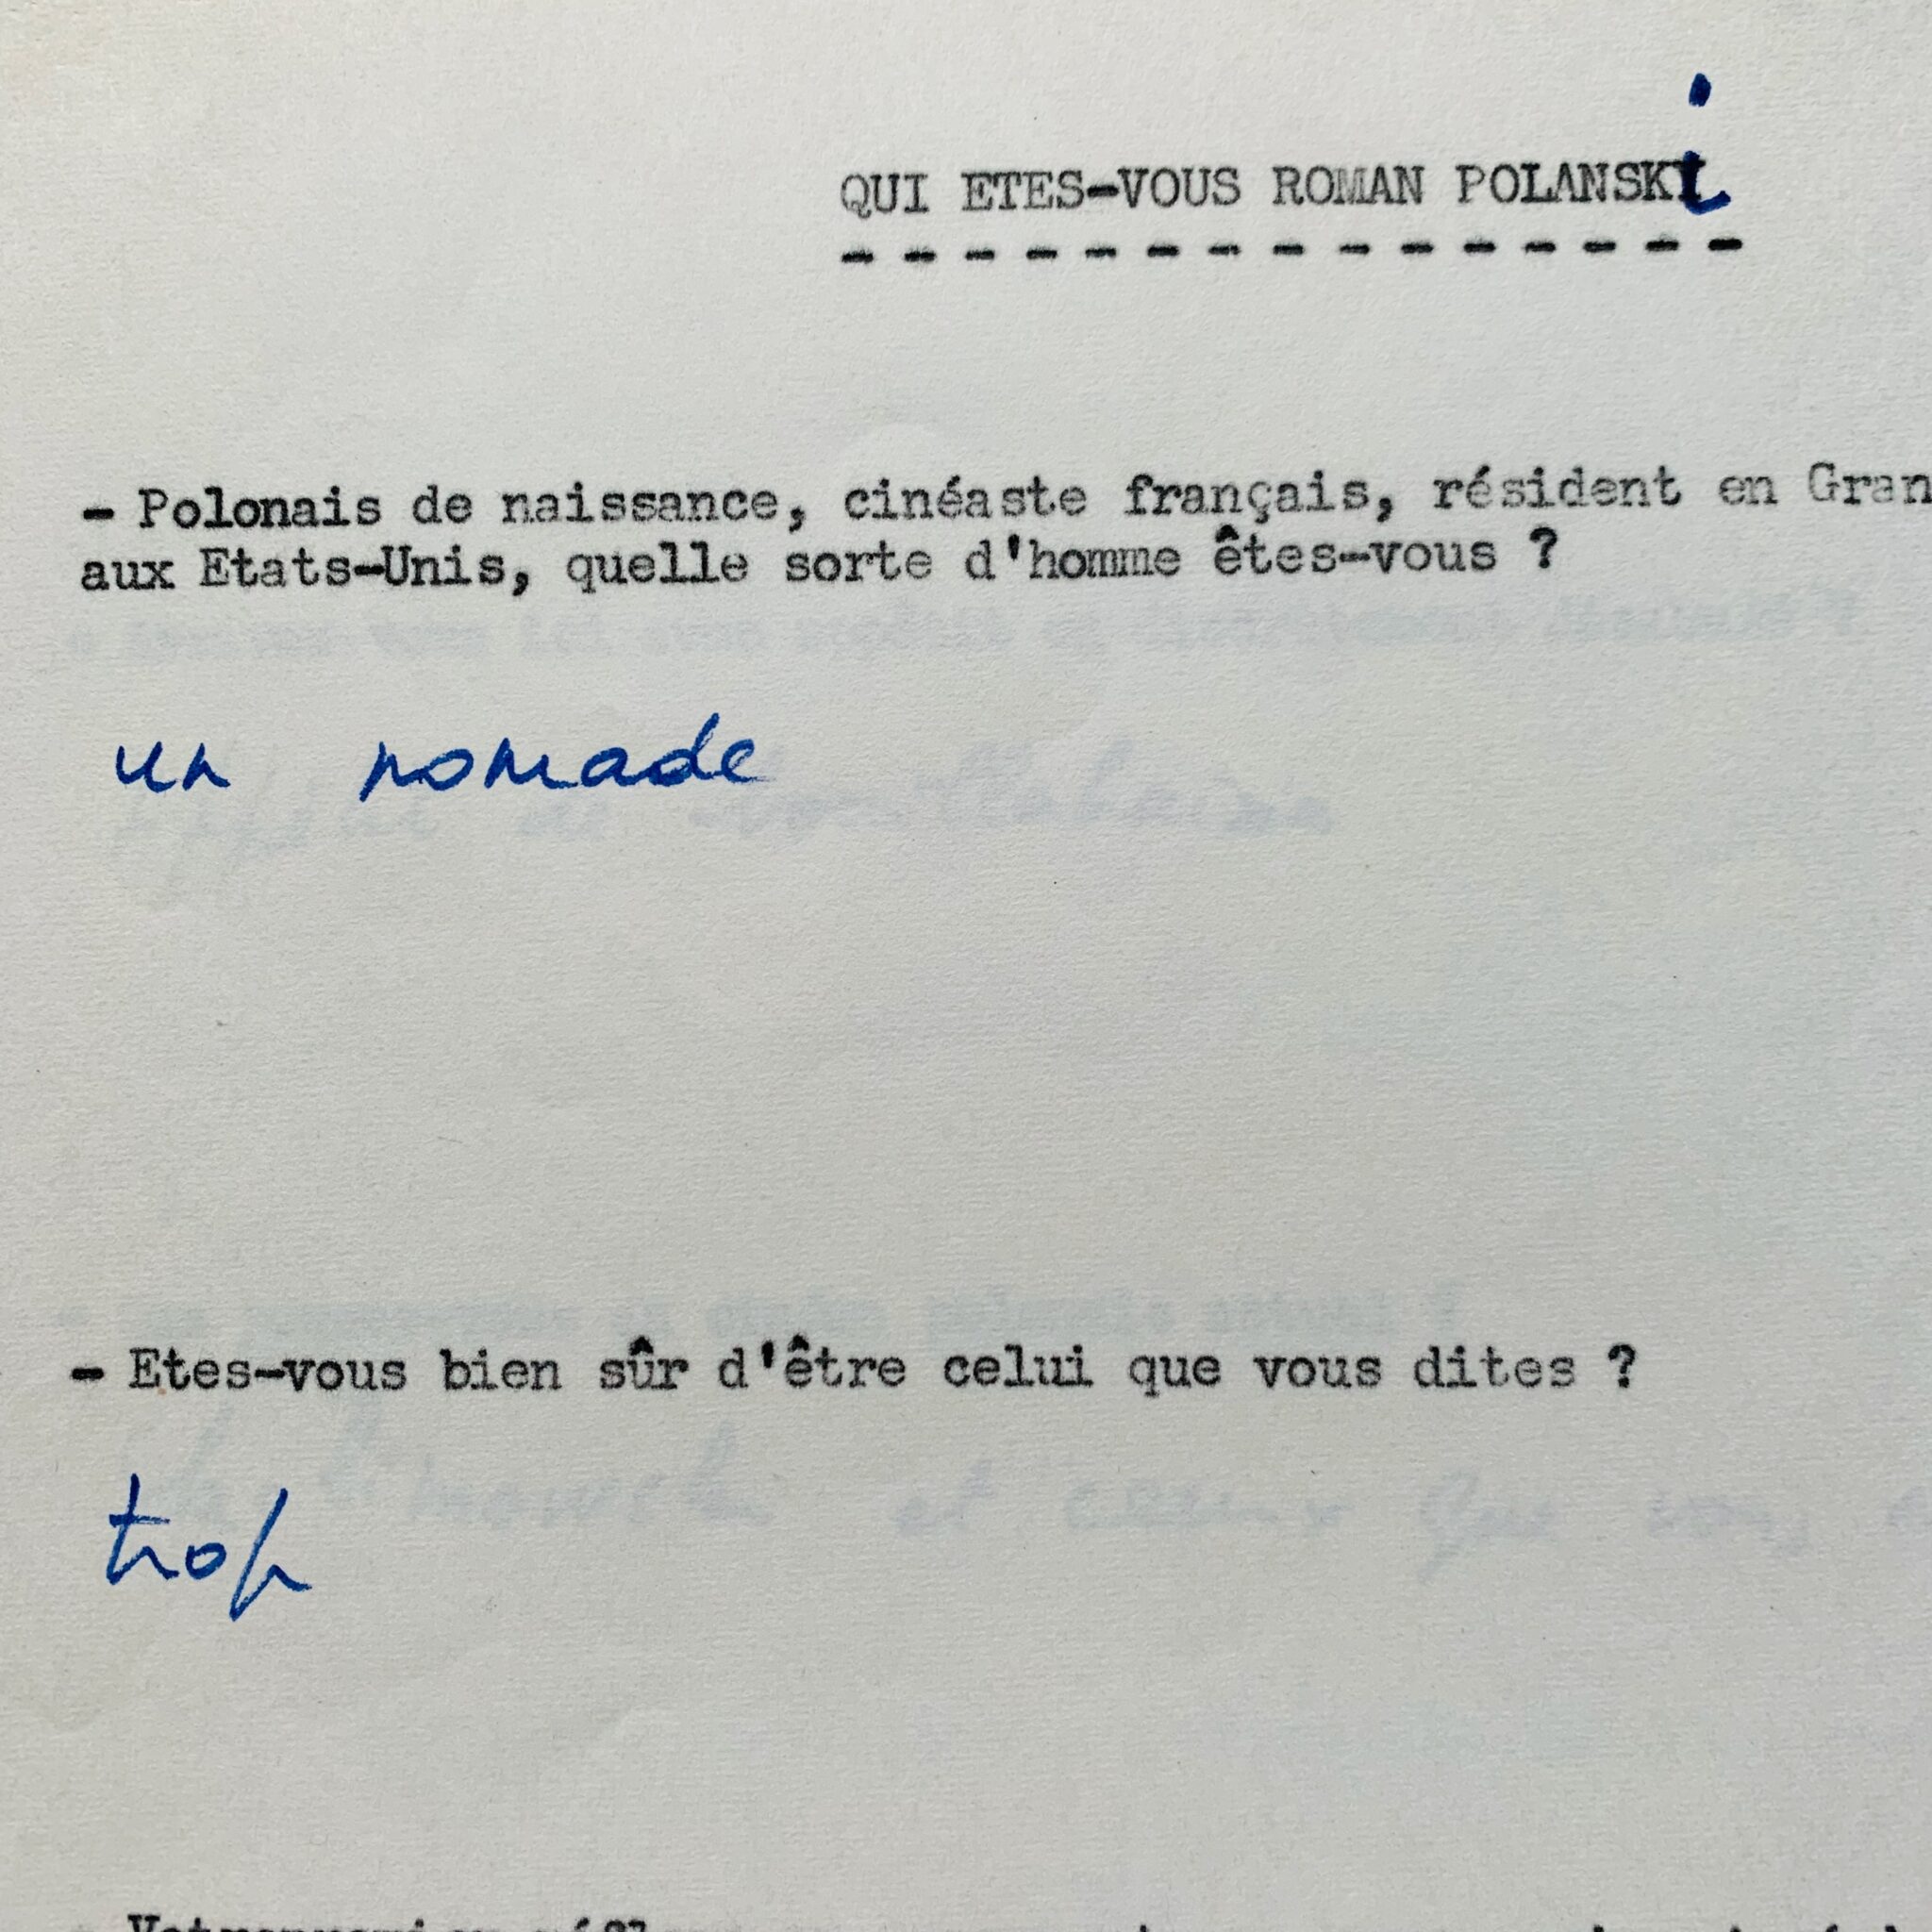 QUI ETES-VOUS ROMAN POLANSKi
- Polonais de naissance, cinéaste français, résident en Gran
aux Etats-Unis, quelle sorte d'homme êtes-vous ?
un nomade
- Etes-vous bien sûr d'être celui que vous dites ?
trop